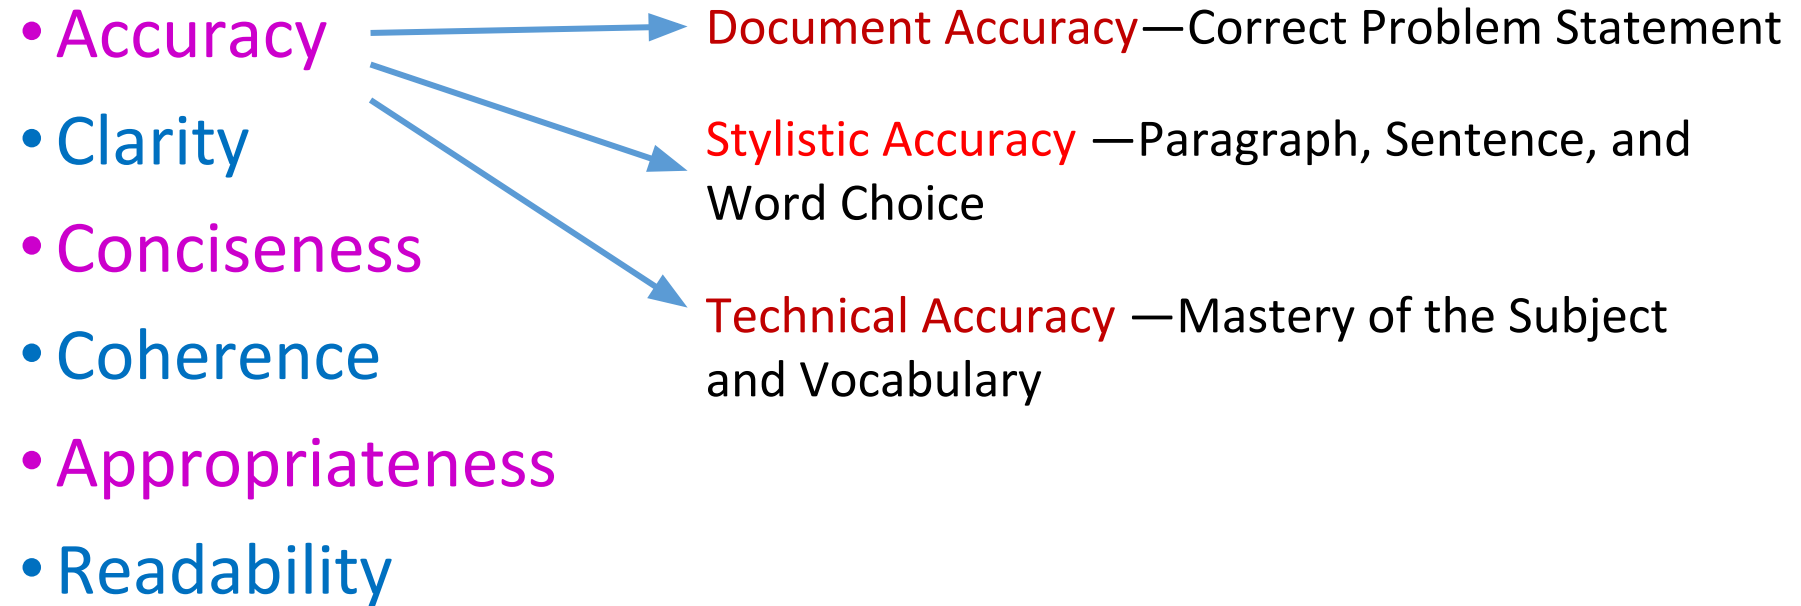 • Accuracy
Document Accuracy—Correct Problem Statement
• Clarity
Stylistic Accuracy —Paragraph, Sentence, and
Word Choice
• Conciseness
Technical Accuracy —Mastery of the Subject
and Vocabulary
• Coherence
• Appropriateness
• Readability